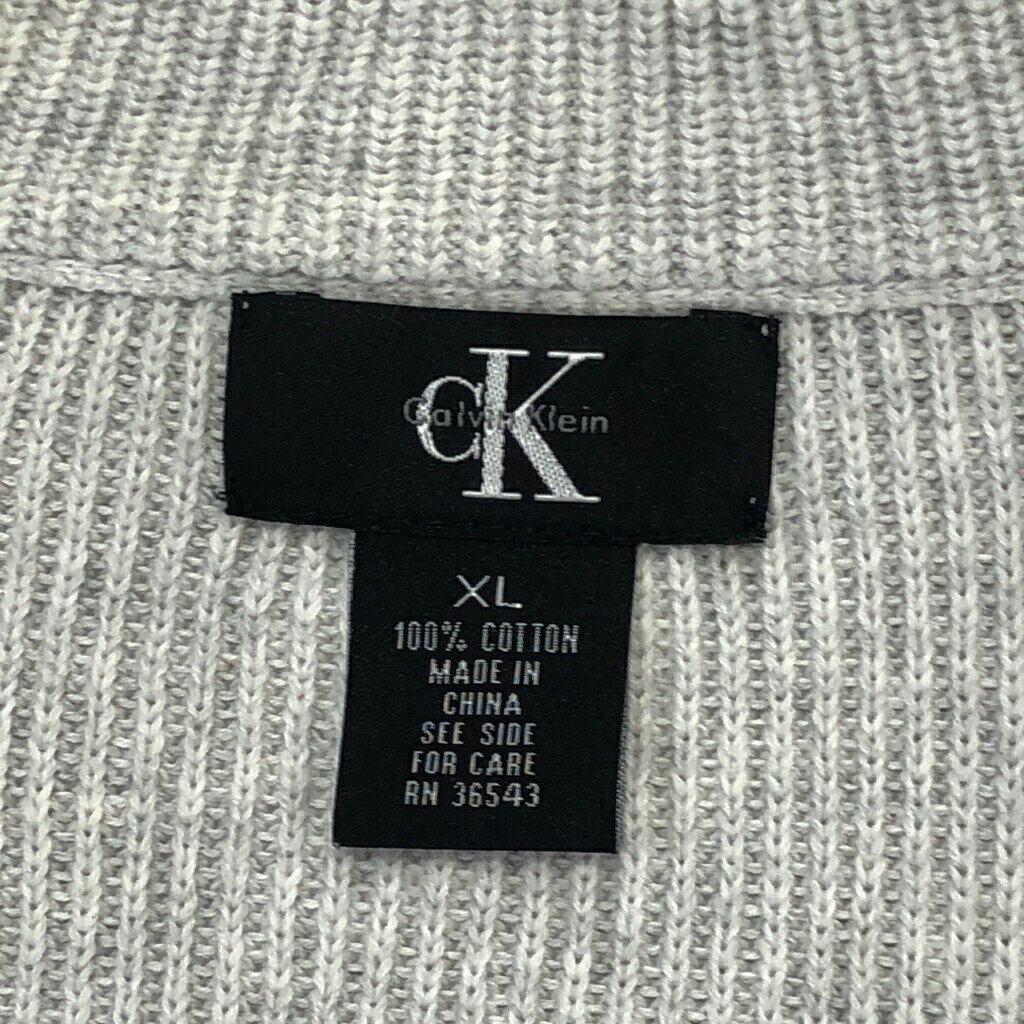 cK
Calvin Klein
XL
100% COTTON
MADE IN
CHINA
SEE SIDE
FOR CARE
RN 36543